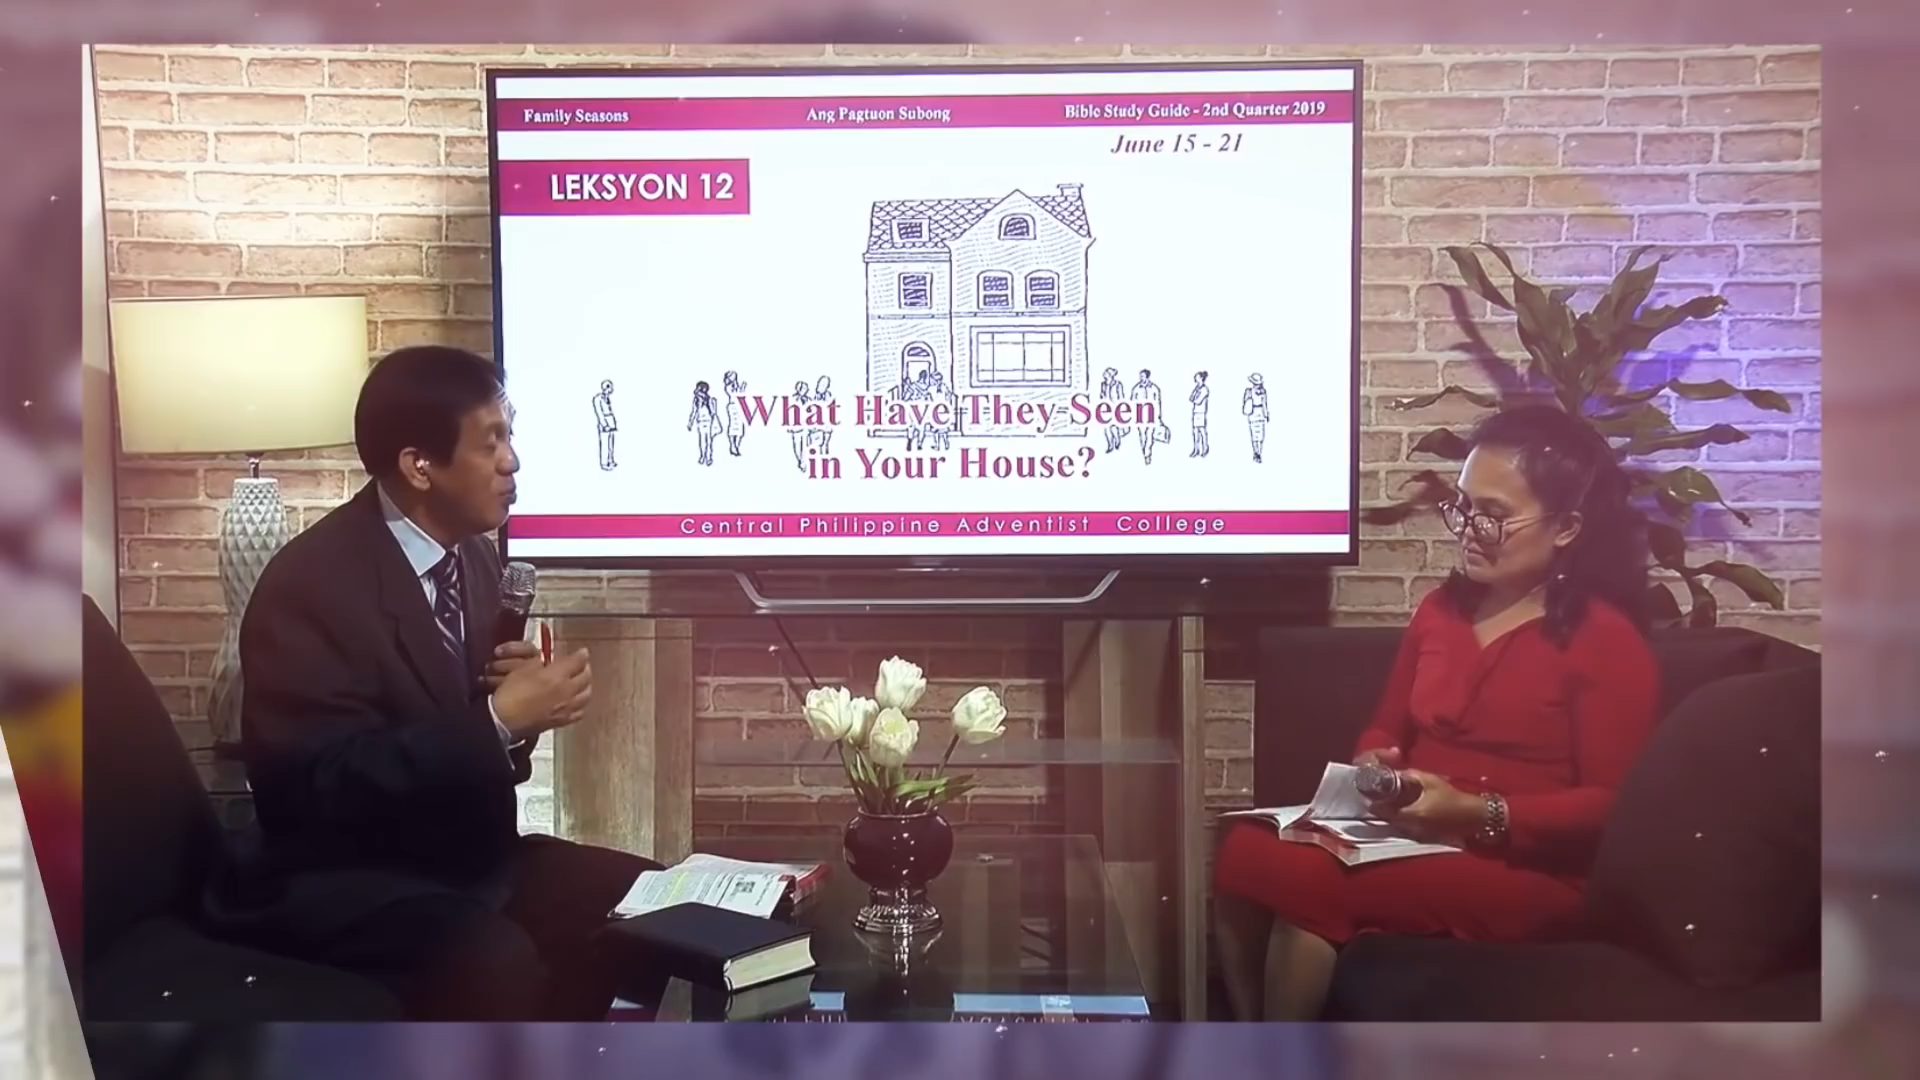 Family Seasons
Ang Pagtuon Subong
Bible Study Guide - 2nd Quarter 2019
June 15 - 21
LEKSYON 12
What Have They Seen
in Your House?
Central Philippine Adventist College